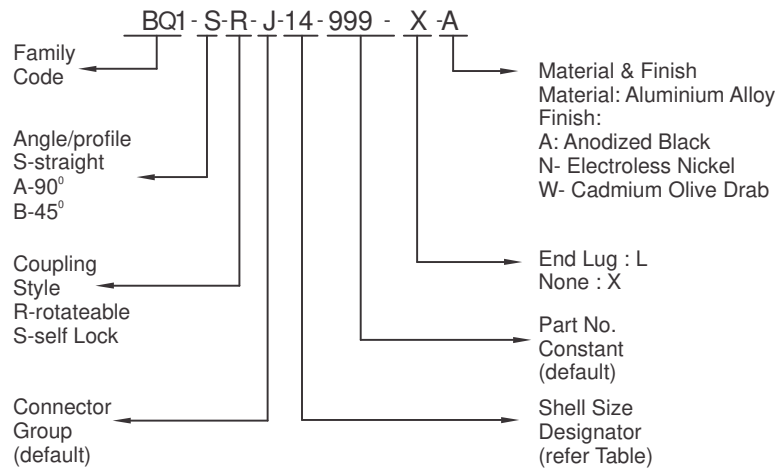 BQ1 - S - R - J - 14 - 999 - X - A
Family
Code
Angle/profile
S-straight
A-90⁰
B-45⁰
Coupling
Style
R-rotateable
S-self Lock
Connector
Group
(default)
Material & Finish
Material: Aluminium Alloy
Finish:
A: Anodized Black
N- Electroless Nickel
W- Cadmium Olive Drab
End Lug : L
None : X
Part No.
Constant
(default)
Shell Size
Designator
(refer Table)